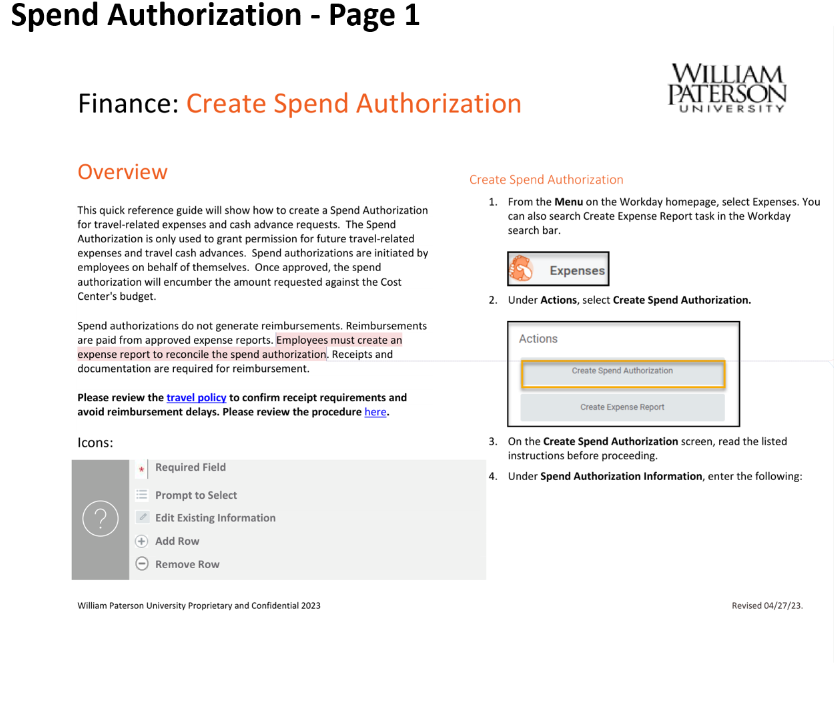 Spend Authorization - Page 1
WILLIAM
PATERSON
UNIVERSITY
Finance: Create Spend Authorization
Overview
This quick reference guide will show how to create a Spend Authorization
for travel-related expenses and cash advance requests. The Spend
Authorization is only used to grant permission for future travel-related
expenses and travel cash advances. Spend authorizations are initiated by
employees on behalf of themselves. Once approved, the spend
authorization will encumber the amount requested against the Cost
Center's budget.
Spend authorizations do not generate reimbursements. Reimbursements
are paid from approved expense reports. Employees must create an
expense report to reconcile the spend authorization. Receipts and
documentation are required for reimbursement.
Please review the travel policy to confirm receipt requirements and
avoid reimbursement delays. Please review the procedure here.
Icons:
* Required Field
Prompt to Select
Edit Existing Information
Add Row
Remove Row
Create Spend Authorization
1. From the Menu on the Workday homepage, select Expenses. You
can also search Create Expense Report task in the Workday
search bar.
Expenses
2. Under Actions, select Create Spend Authorization.
Actions
Create Spend Authorization
Create Expense Report
3. On the Create Spend Authorization screen, read the listed
instructions before proceeding.
4. Under Spend Authorization Information, enter the following:
William Paterson University Proprietary and Confidential 2023
Revised 04/27/23.